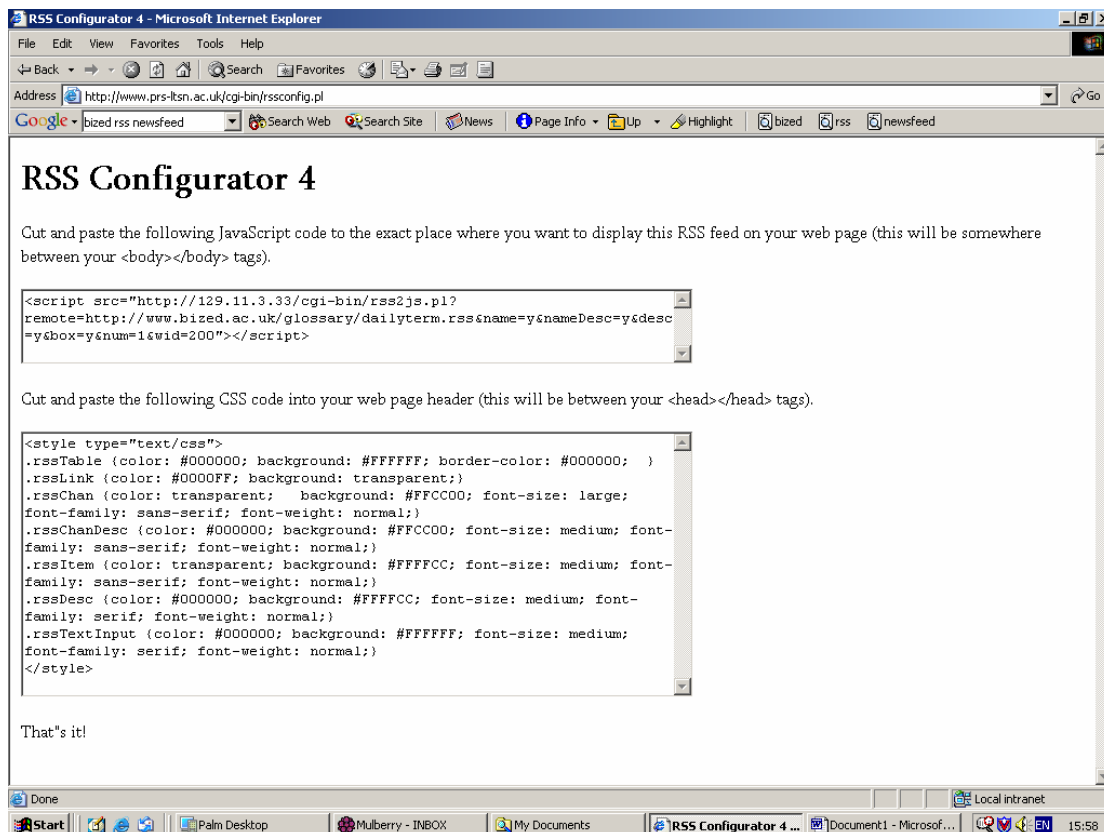 RSS Configurator 4 - Microsoft Internet Explorer
File Edit View Favorites Tools Help
Back Search Favorites
Address http://www.prs-ltsn.ac.uk/cgi-bin/rssconfig.pl Go
Google bized rss newsfeed Search Web Search Site News Page Info Up Highlight bized rss newsfeed
RSS Configurator 4
Cut and paste the following JavaScript code to the exact place where you want to display this RSS feed on your web page (this will be somewhere
between your <body></body> tags).
<script src="http://129.11.3.33/cgi-bin/rss2js.pl?
remote=http://www.bized.ac.uk/glossary/dailyterm.rss&name=y&nameDesc=y&desc
=y&box=y&num=1&wid=200"></script>
Cut and paste the following CSS code into your web page header (this will be between your <head></head> tags).
<style type="text/css">
.rssTable {color: #000000; background: #FFFFFF; border-color: #000000;  }
.rssLink {color: #0000FF; background: transparent;}
.rssChan {color: transparent;   background: #FFCC00; font-size: large;
font-family: sans-serif; font-weight: normal;}
.rssChanDesc {color: #000000; background: #FFCC00; font-size: medium; font-
family: sans-serif; font-weight: normal;}
.rssItem {color: transparent; background: #FFFFCC; font-size: medium; font-
family: sans-serif; font-weight: normal;}
.rssDesc {color: #000000; background: #FFFFCC; font-size: medium; font-
family: serif; font-weight: normal;}
.rssTextInput {color: #000000; background: #FFFFFF; font-size: medium;
font-family: serif; font-weight: normal;}
</style>
That"s it!
Done Local intranet
Start Palm Desktop Mulberry - INBOX My Documents RSS Configurator 4 ... Document1 - Microsof... EN 15:58